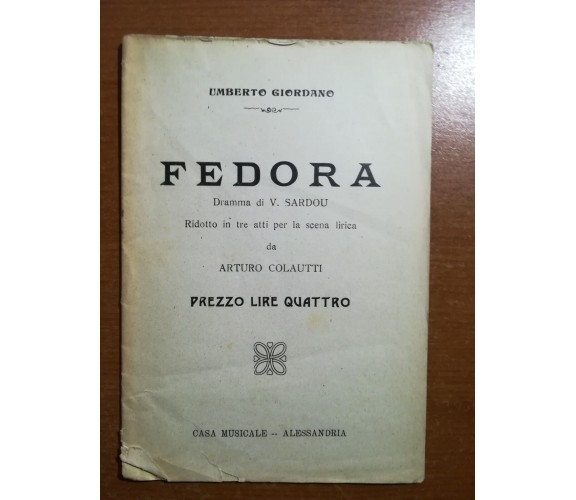 UMBERTO GIORDANO
FEDORA
Dramma di V. SARDOU
Ridotto in tre atti per la scena lirica
da
ARTURO COLAUTTI
PREZZO LIRE QUATTRO
CASA MUSICALE -- ALESSANDRIA